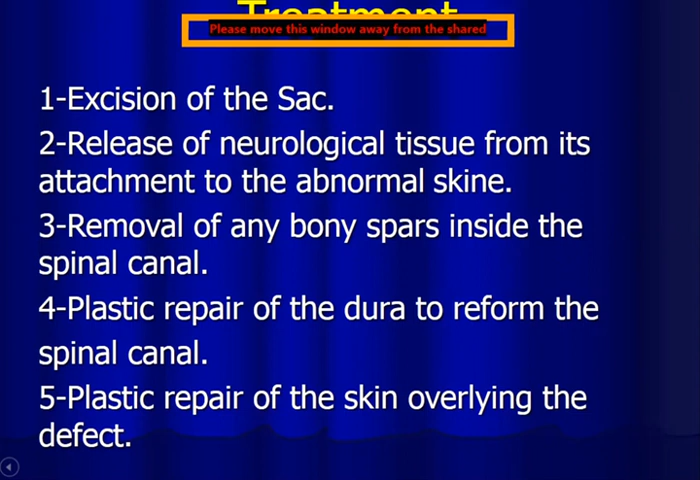 Treatment
Please move this window away from the shared
1-Excision of the Sac.
2-Release of neurological tissue from its
attachment to the abnormal skine.
3-Removal of any bony spars inside the
spinal canal.
4-Plastic repair of the dura to reform the
spinal canal.
5-Plastic repair of the skin overlying the
defect.